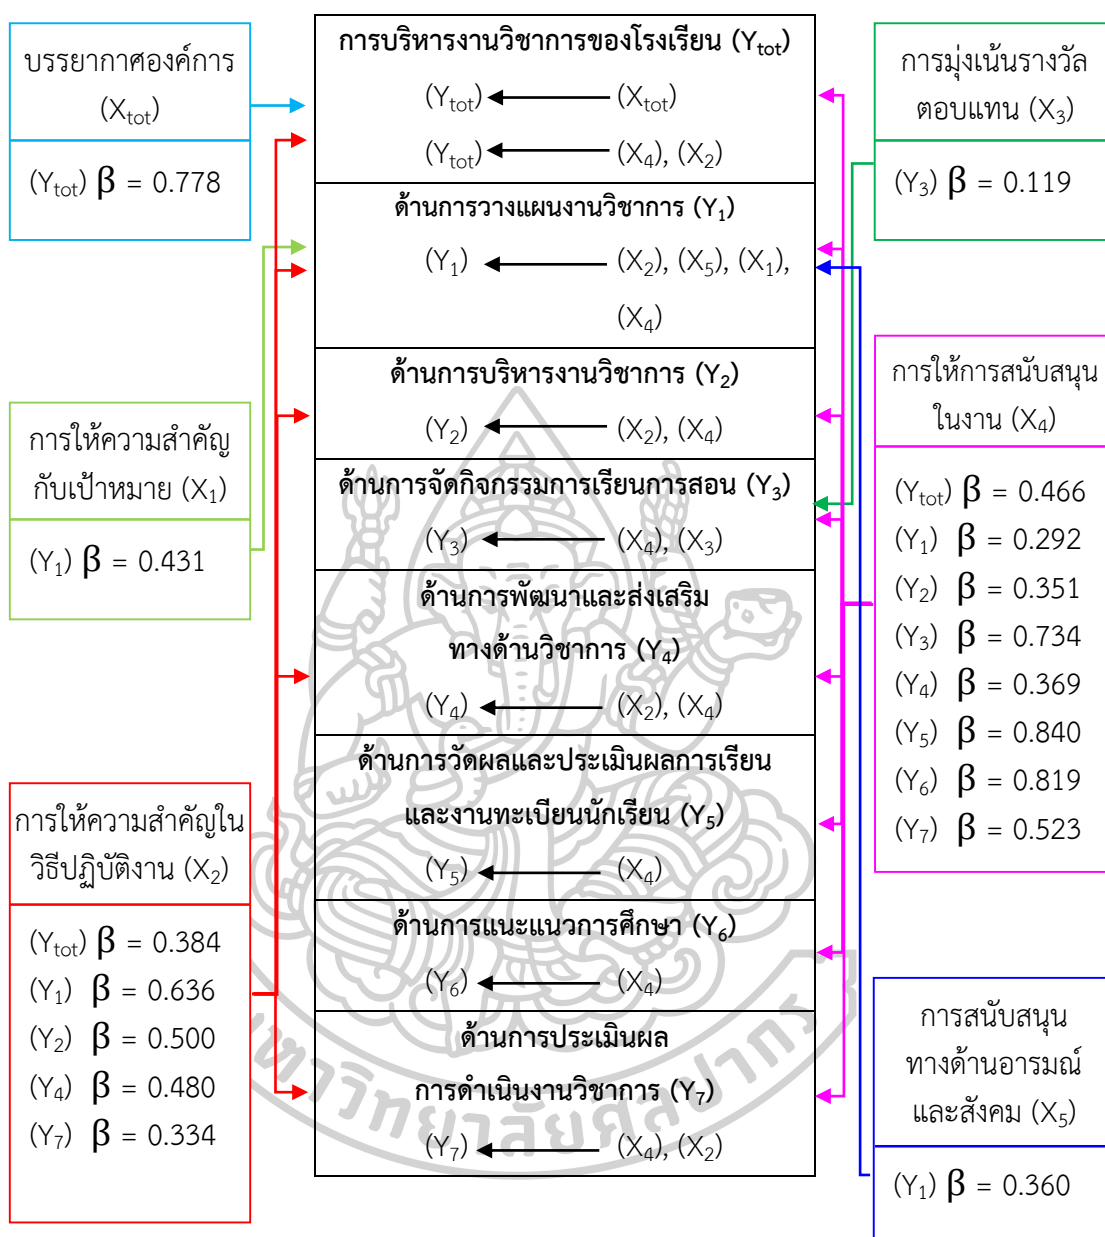 บรรยากาศองค์การ
(Xtot)
(Ytot) β = 0.778
การให้ความสำคัญ
กับเป้าหมาย (X1)
(Y1) β = 0.431
การให้ความสำคัญใน
วิธีปฏิบัติงาน (X2)
(Ytot) β = 0.384
(Y1) β = 0.636
(Y2) β = 0.500
(Y4) β = 0.480
(Y7) β = 0.334
การบริหารงานวิชาการของโรงเรียน (Ytot)
(Ytot) (Xtot)
(Ytot) (X4), (X2)
ด้านการวางแผนงานวิชาการ (Y1)
(Y1) (X2), (X5), (X1),
(X4)
ด้านการบริหารงานวิชาการ (Y2)
(Y2) (X2), (X4)
ด้านการจัดกิจกรรมการเรียนการสอน (Y3)
(Y3) (X4), (X3)
ด้านการพัฒนาและส่งเสริม
ทางด้านวิชาการ (Y4)
(Y4) (X2), (X4)
ด้านการวัดผลและประเมินผลการเรียน
และงานทะเบียนนักเรียน (Y5)
(Y5) (X4)
ด้านการแนะแนวการศึกษา (Y6)
(Y6) (X4)
ด้านการประเมินผล
การดำเนินงานวิชาการ (Y7)
(Y7) (X4), (X2)
การมุ่งเน้นรางวัล
ตอบแทน (X3)
(Y3) β = 0.119
การให้การสนับสนุน
ในงาน (X4)
(Ytot) β = 0.466
(Y1) β = 0.292
(Y2) β = 0.351
(Y3) β = 0.734
(Y4) β = 0.369
(Y5) β = 0.840
(Y6) β = 0.819
(Y7) β = 0.523
การสนับสนุน
ทางด้านอารมณ์
และสังคม (X5)
(Y1) β = 0.360